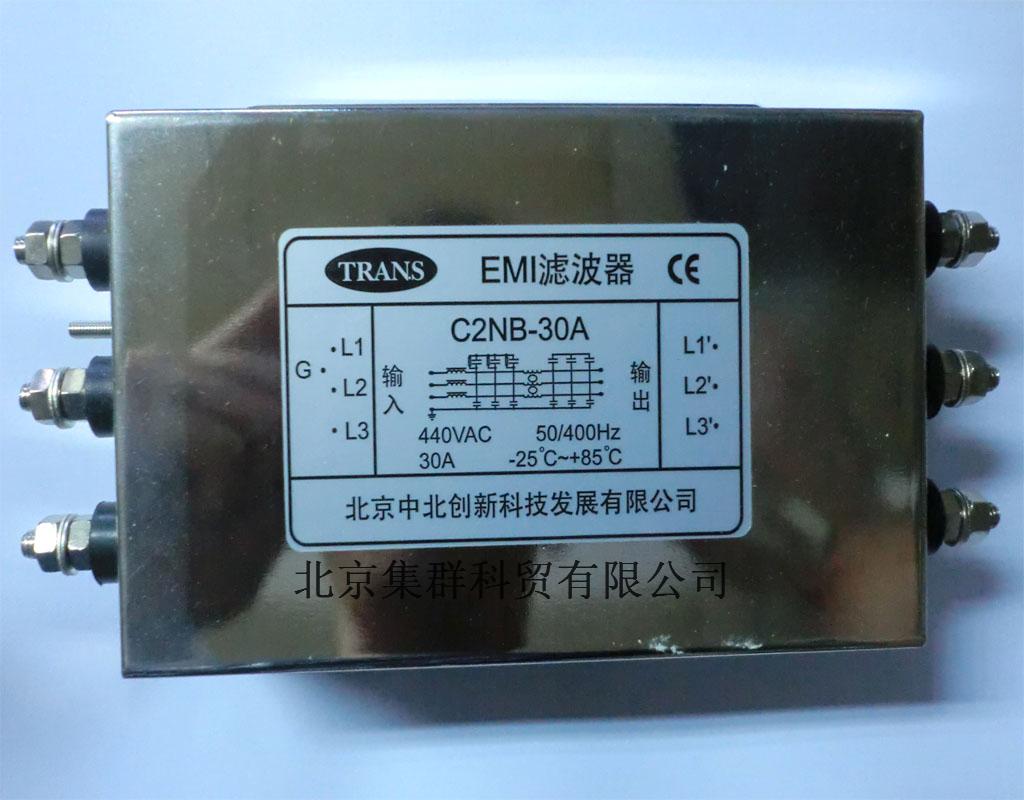 TRANS EMI滤波器 CE
C2NB-30A
G · ·L1 L1'·
·L2 L2'·
·L3 L3'·
输入 输出
440VAC 50/400Hz
30A -25℃~+85℃
北京中北创新科技发展有限公司
北京集群科贸有限公司